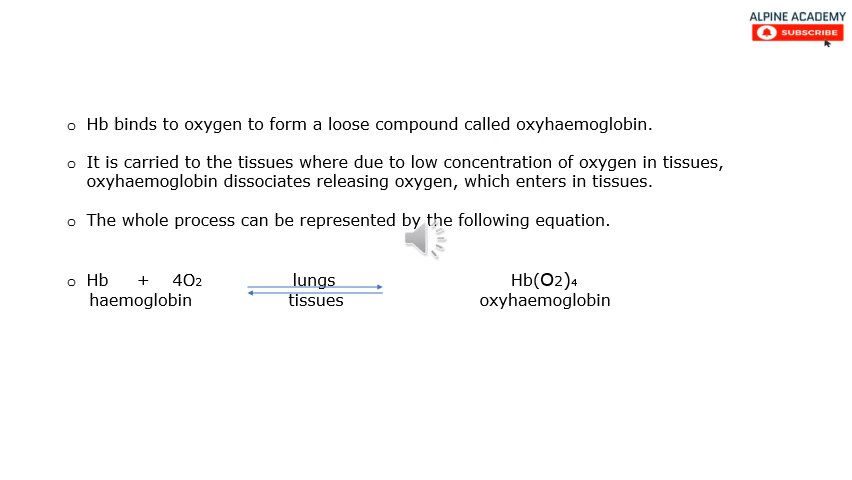 ALPINE ACADEMY
SUBSCRIBE
o Hb binds to oxygen to form a loose compound called oxyhaemoglobin.
o It is carried to the tissues where due to low concentration of oxygen in tissues,
oxyhaemoglobin dissociates releasing oxygen, which enters in tissues.
o The whole process can be represented by the following equation.
o Hb + 4O2 lungs Hb(O2)4
haemoglobin tissues oxyhaemoglobin